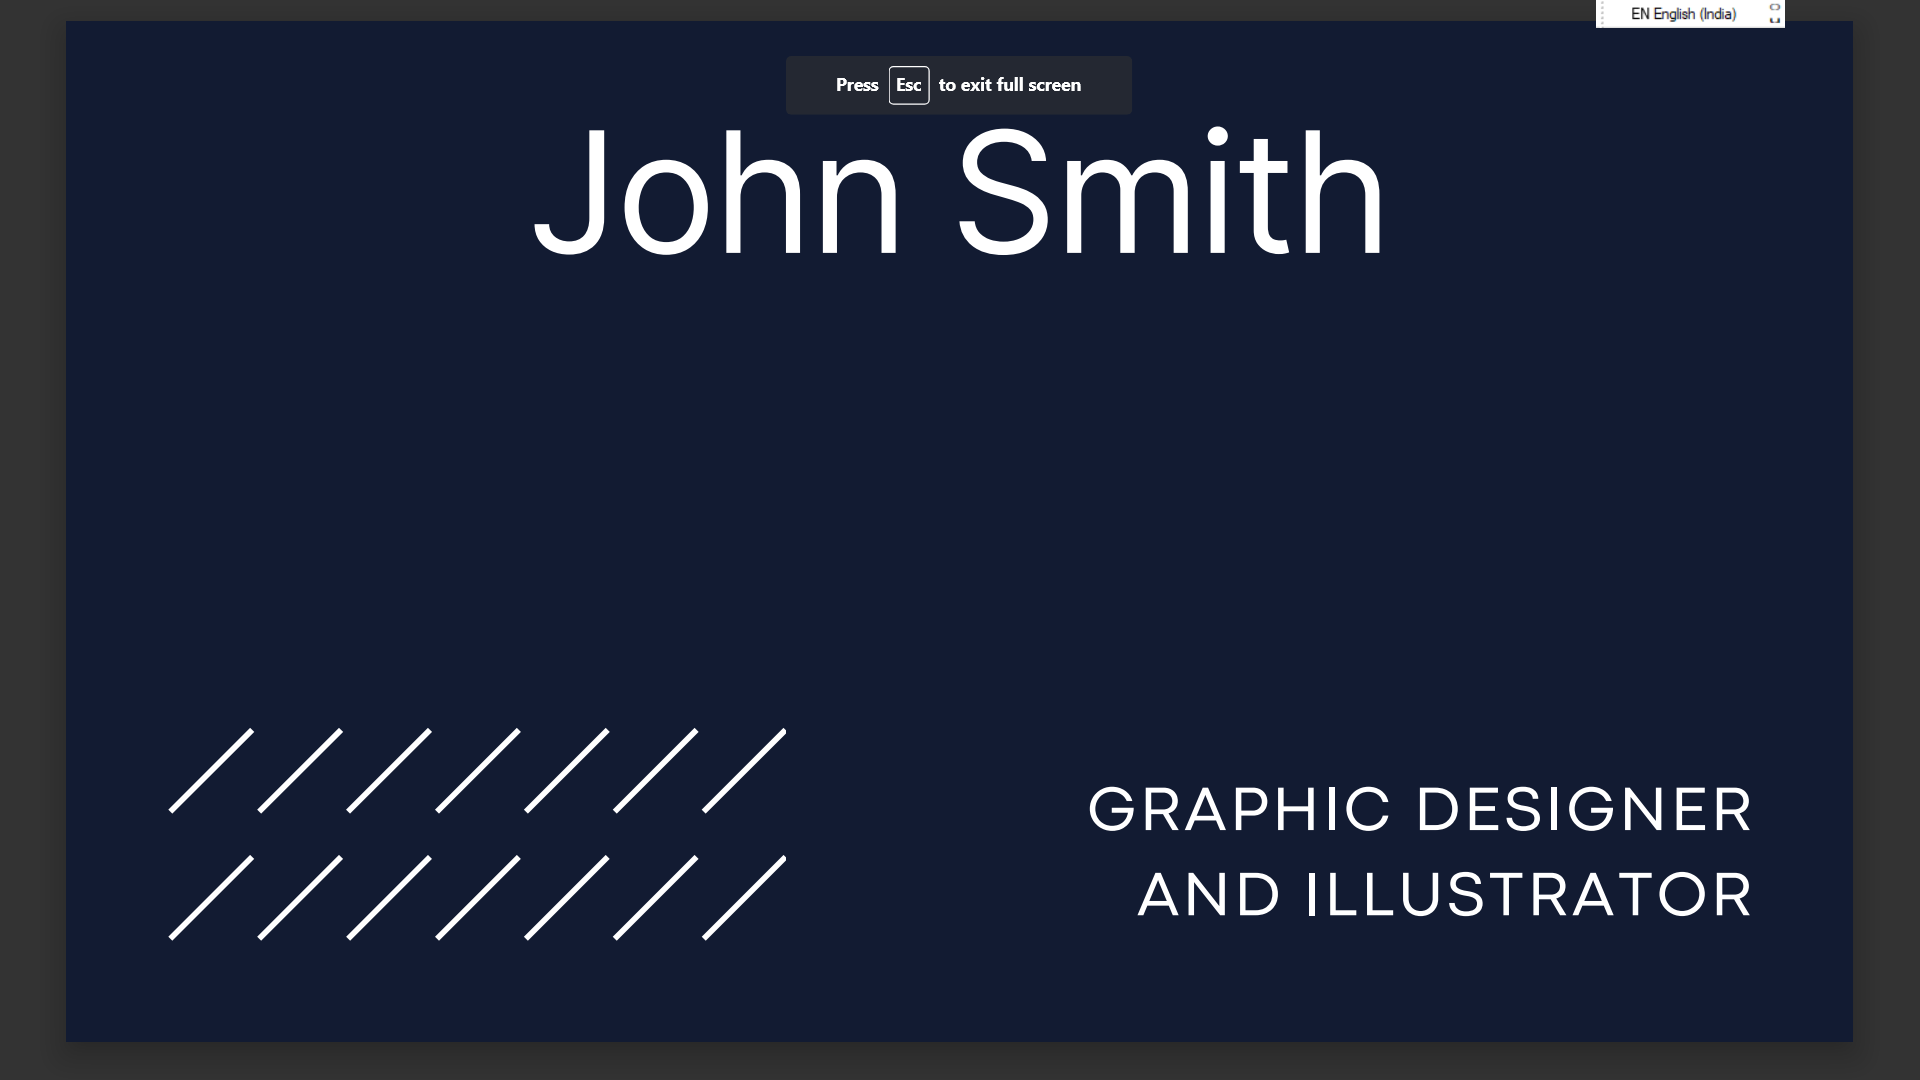 EN English (India)
Press Esc to exit full screen
John Smith
GRAPHIC DESIGNER
AND ILLUSTRATOR